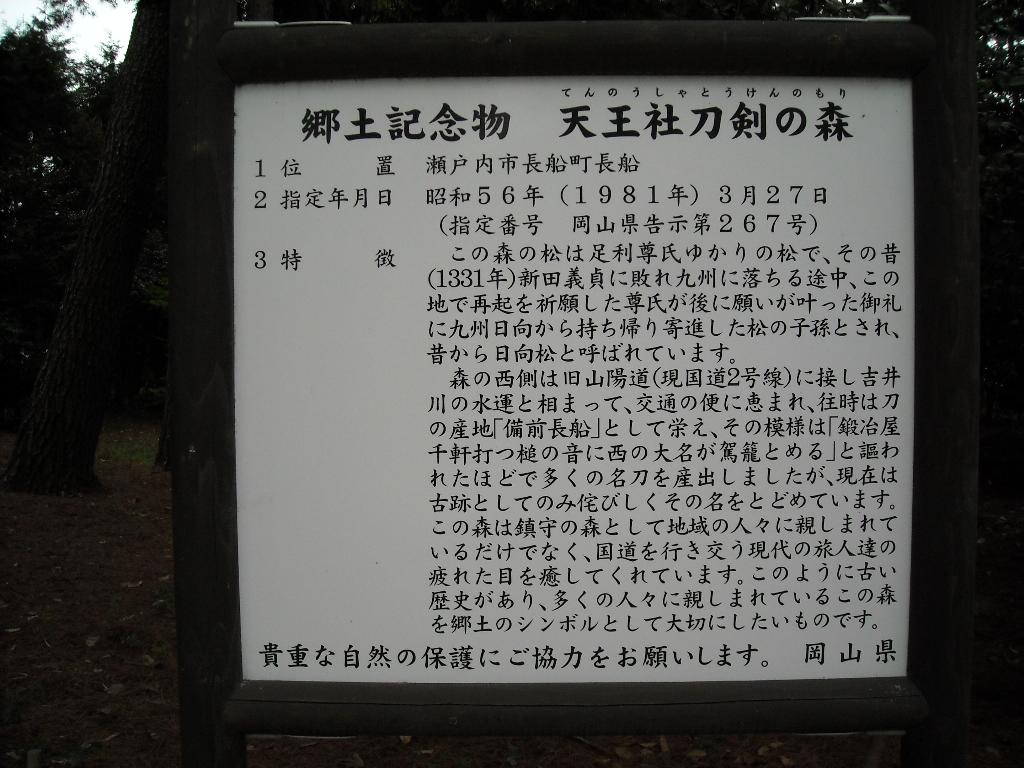 てんのうしゃとうけんのもり
郷土記念物　天王社刀剣の森
1 位　　置　瀬戸内市長船町長船
2 指定年月日　昭和56年（1981年）3月27日
（指定番号　岡山県告示第267号）
3 特　　徴　この森の松は足利尊氏ゆかりの松で、その昔
(1331年)新田義貞に敗れ九州に落ちる途中、この
地で再起を祈願した尊氏が後に願いが叶った御礼
に九州日向から持ち帰り寄進した松の子孫とされ、
昔から日向松と呼ばれています。
森の西側は旧山陽道(現国道2号線)に接し吉井
川の水運と相まって、交通の便に恵まれ、往時は刀
の産地「備前長船」として栄え、その模様は「鍛冶屋
千軒打つ槌の音に西の大名が駕籠とめる」と謳わ
れたほどで多くの名刀を産出しましたが、現在は
古跡としてのみ侘びしくその名をとどめています。
この森は鎮守の森として地域の人々に親しまれて
いるだけでなく、国道を行き交う現代の旅人達の
疲れた目を癒してくれています。このように古い
歴史があり、多くの人々に親しまれているこの森
を郷土のシンボルとして大切にしたいものです。
貴重な自然の保護にご協力をお願いします。　岡山県